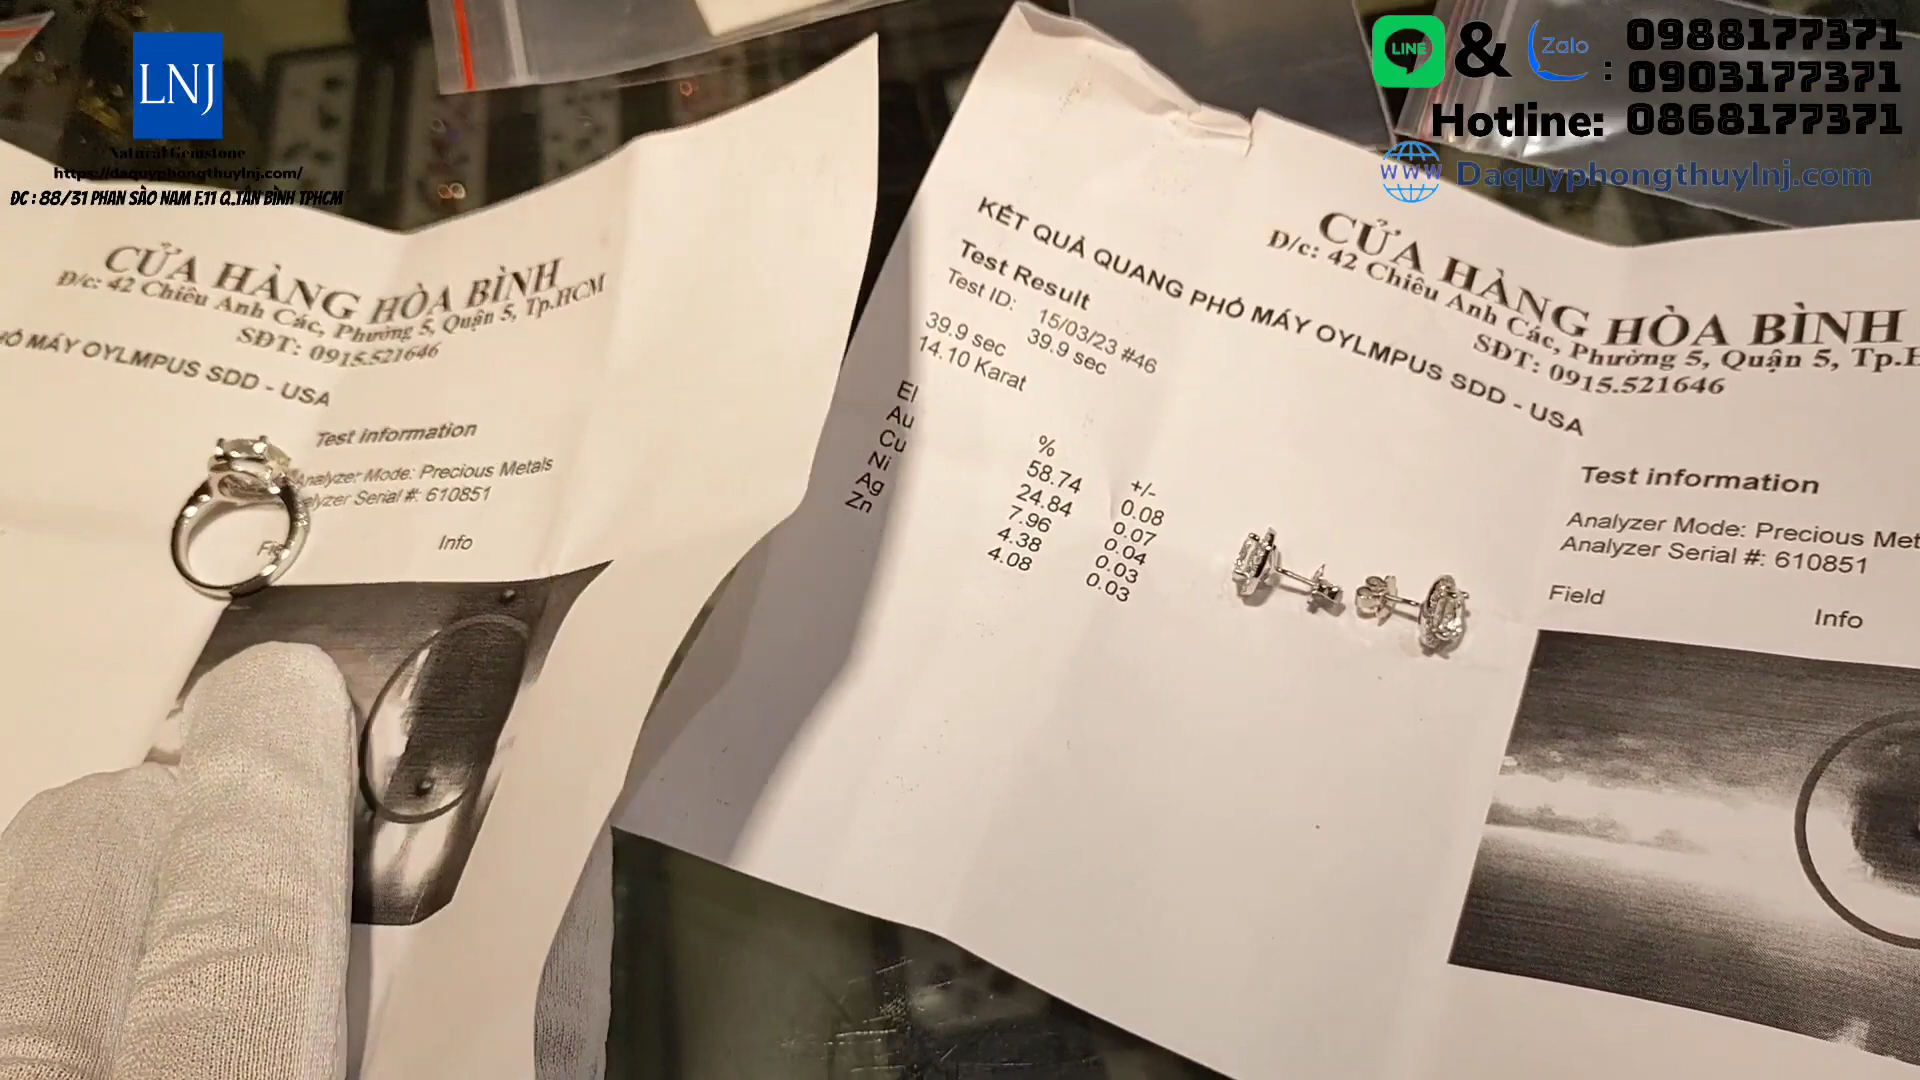 LNJ
Natural Gemstone
https://daquyphongthuylnj.com/
ĐC : 88/31 PHAN SÀO NAM F.11 Q.TÂN BÌNH TPHCM
LINE & Zalo : 0988177371
0903177371
Hotline: 0868177371
WWW Daquyphongthuylnj.com
CỬA HÀNG HÒA BÌNH
Đ/c: 42 Chiêu Anh Các, Phường 5, Quận 5, Tp.HCM
SĐT: 0915.521646
HỔ MÁY OYLMPUS SDD - USA
Test information
Analyzer Mode: Precious Metals
alyzer Serial #: 610851
Info
CỬA HÀNG HÒA BÌNH
Đ/c: 42 Chiêu Anh Các, Phường 5, Quận 5, Tp.H
SĐT: 0915.521646
KẾT QUẢ QUANG PHỔ MÁY OYLMPUS SDD - USA
Test Result
Test ID: 15/03/23 #46
39.9 sec 39.9 sec
14.10 Karat
El % +/-
Au 58.74 0.08
Cu 24.84 0.07
Ni 7.96 0.04
Ag 4.38 0.03
Zn 4.08 0.03
Test information
Analyzer Mode: Precious Met
Analyzer Serial #: 610851
Field Info